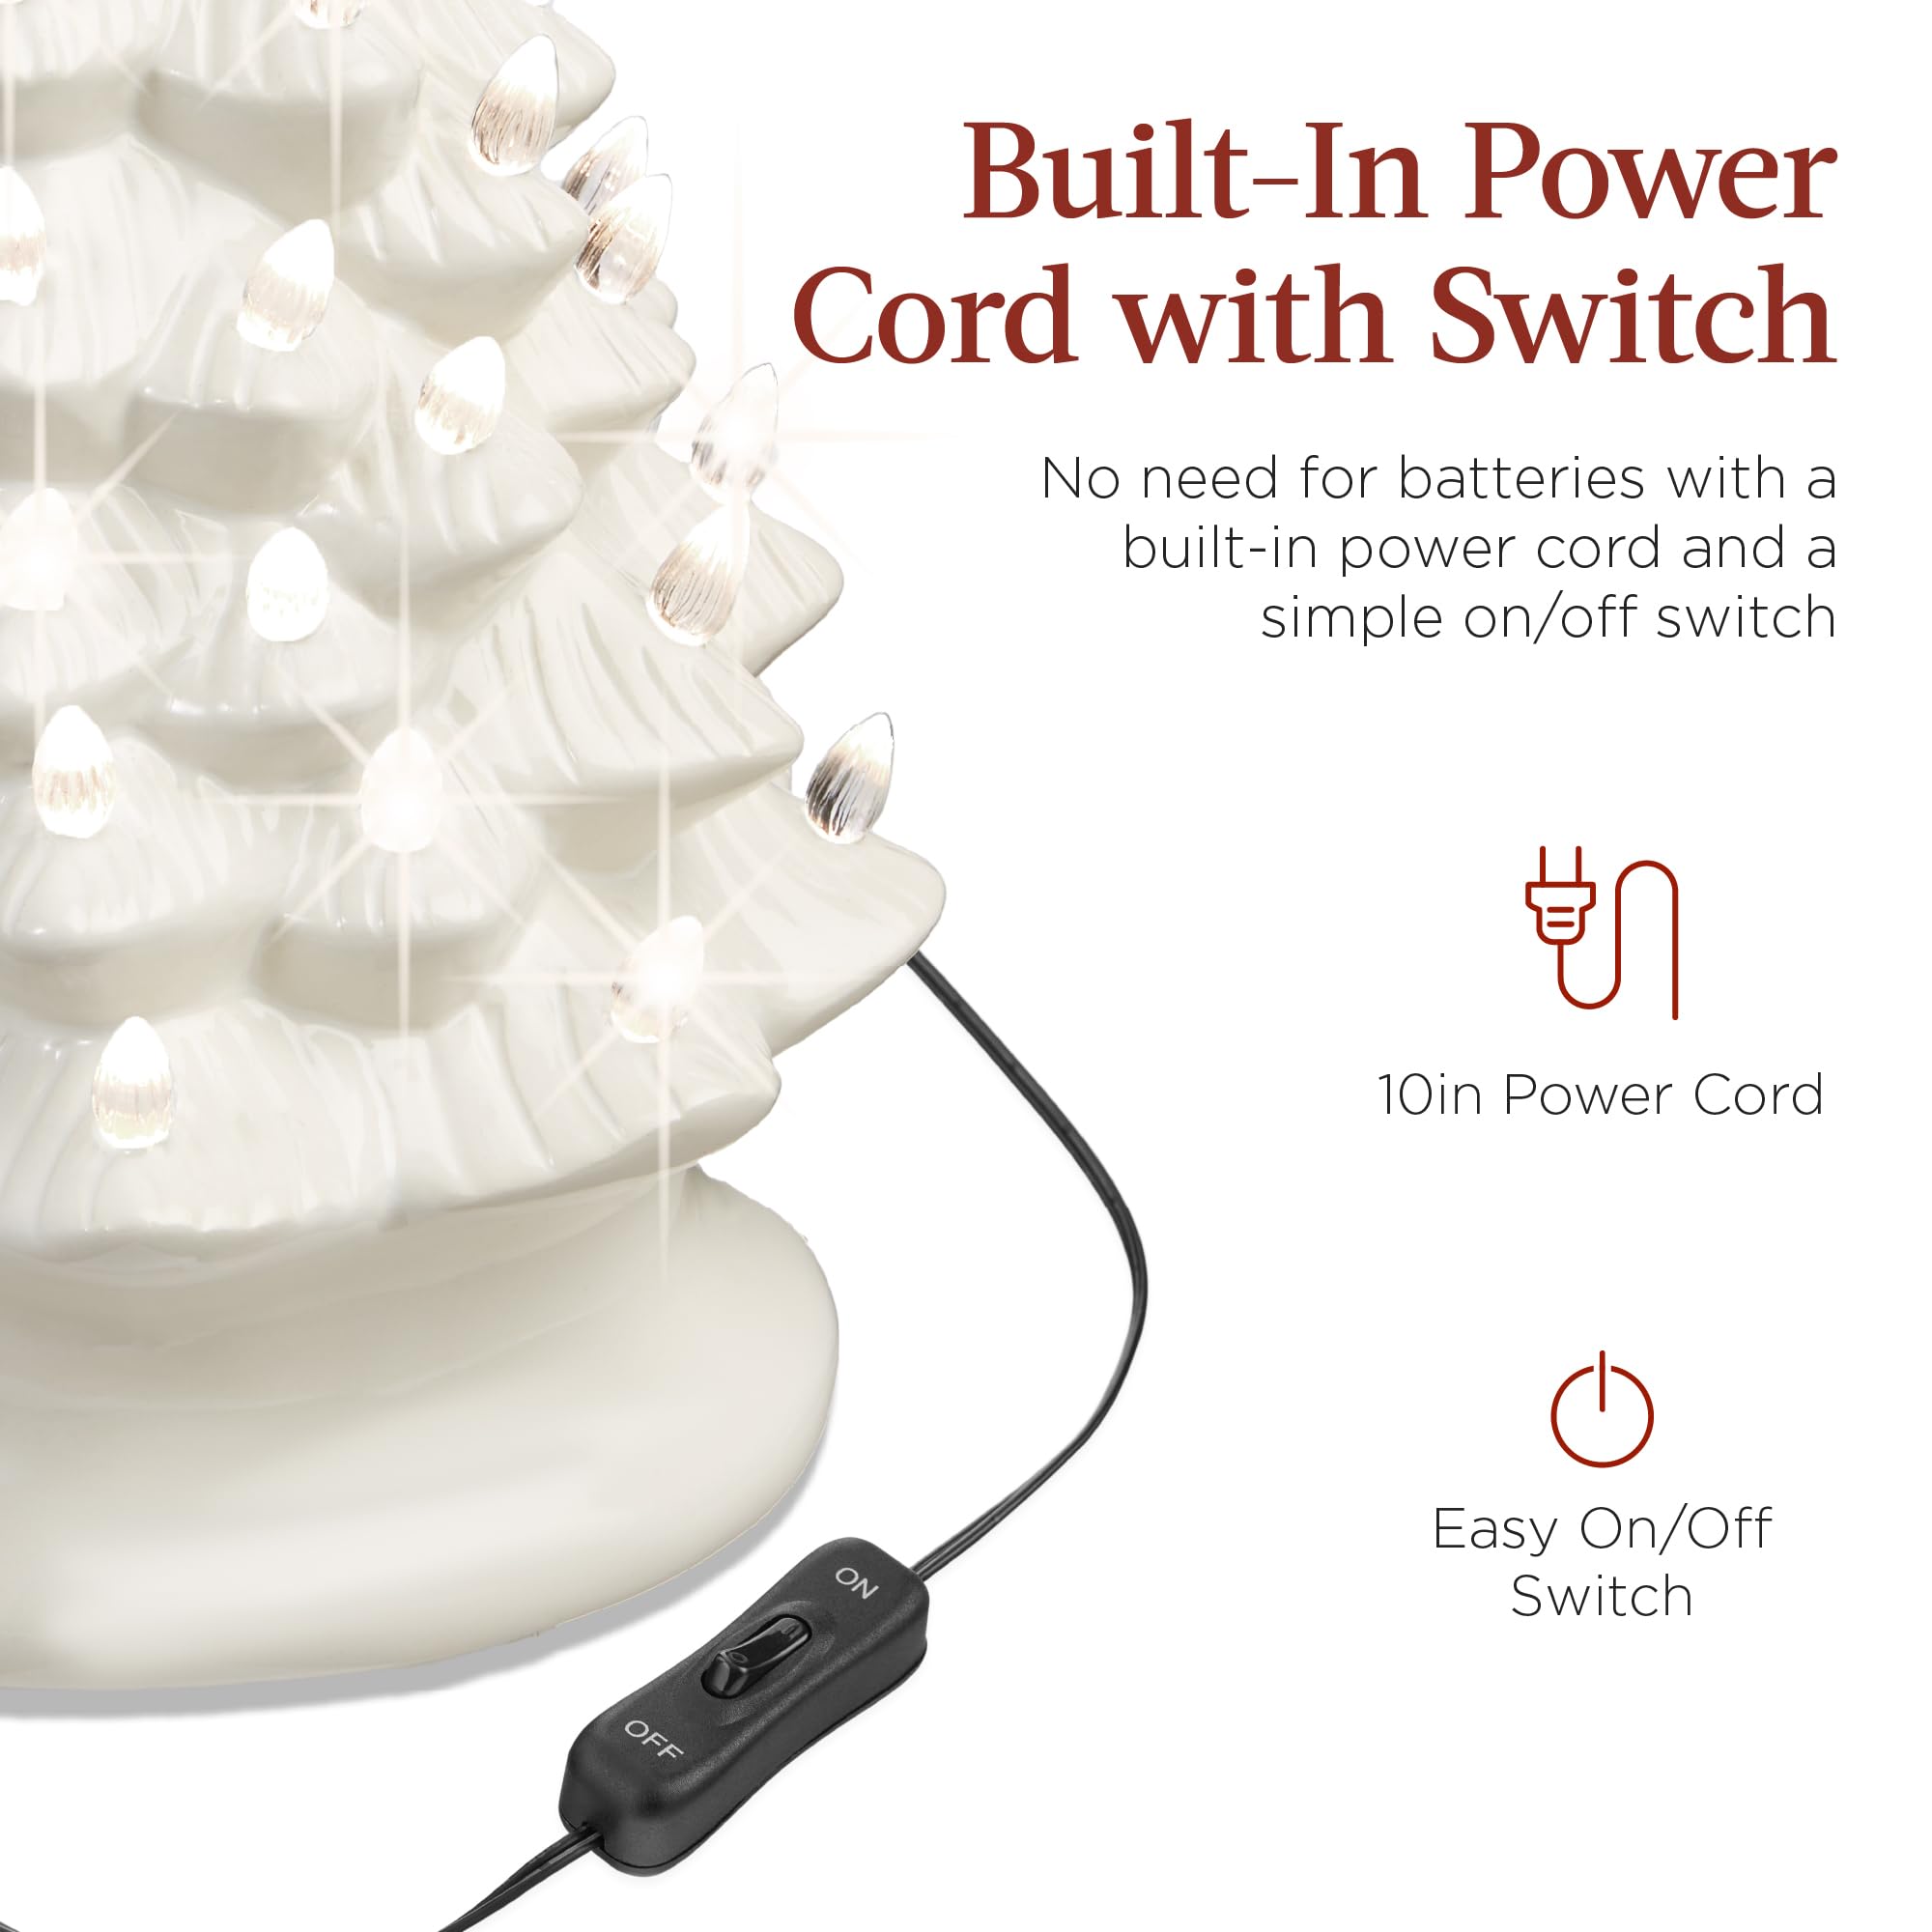 Built-In Power
Cord with Switch
No need for batteries with a
built-in power cord and a
simple on/off switch
10in Power Cord
Easy On/Off
Switch
ON
OFF